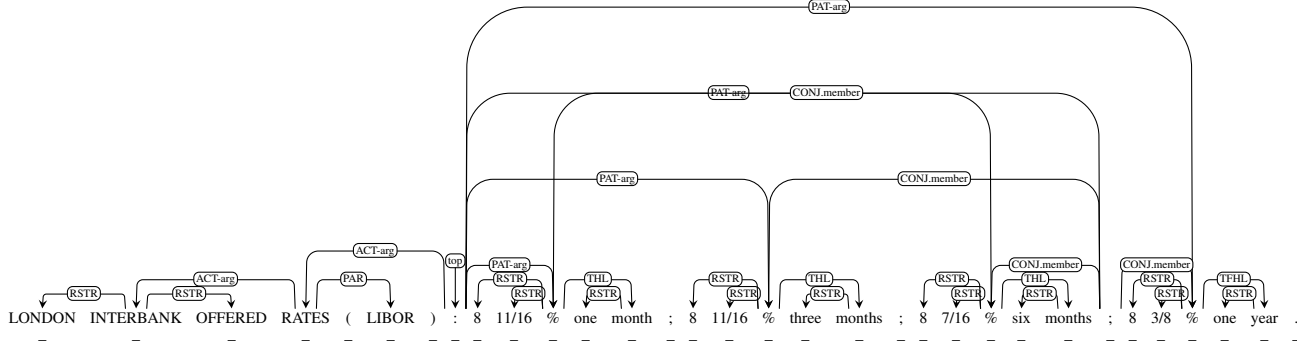 PAT-arg
PAT-arg CONJ.member
PAT-arg CONJ.member
ACT-arg
top PAT-arg CONJ.member CONJ.member
ACT-arg PAR RSTR THL RSTR THL RSTR THL RSTR TFHL
RSTR RSTR RSTR RSTR RSTR RSTR RSTR RSTR RSTR RSTR
LONDON INTERBANK OFFERED RATES ( LIBOR ) : 8 11/16 % one month ; 8 11/16 % three months ; 8 7/16 % six months ; 8 3/8 % one year .
_ _ _ _ _ _ _ _ _ _ _ _ _ _ _ _ _ _ _ _ _ _ _ _ _ _ _ _ _